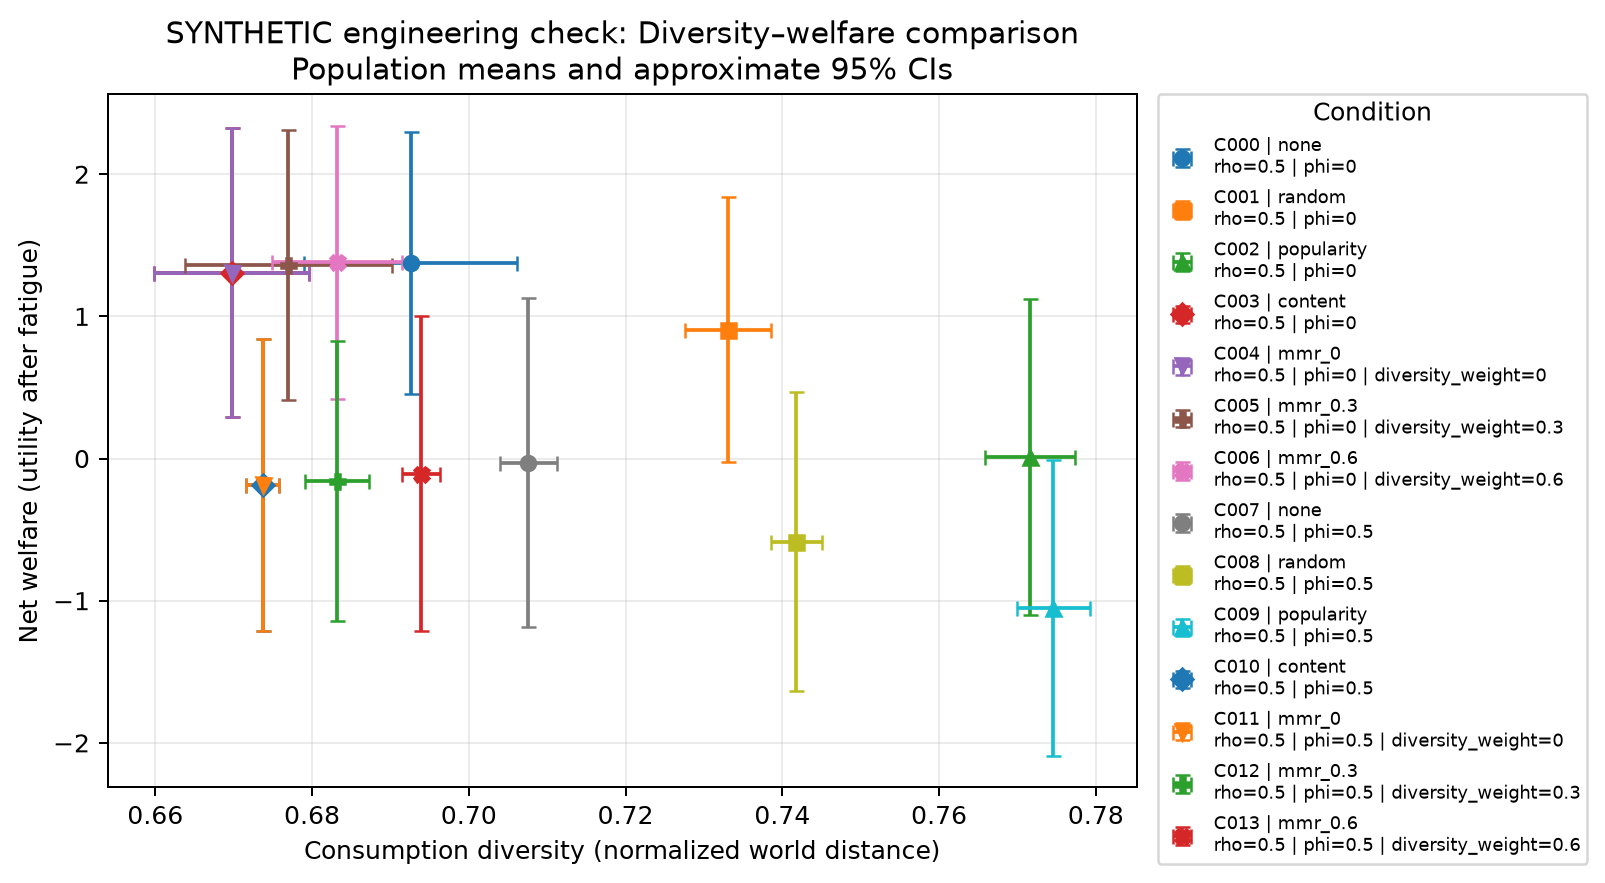 SYNTHETIC engineering check: Diversity–welfare comparison
Population means and approximate 95% CIs
Net welfare (utility after fatigue)
2
1
0
−1
−2
0.66
0.68
0.70
0.72
0.74
0.76
0.78
Consumption diversity (normalized world distance)
Condition
C000 | none
rho=0.5 | phi=0
C001 | random
rho=0.5 | phi=0
C002 | popularity
rho=0.5 | phi=0
C003 | content
rho=0.5 | phi=0
C004 | mmr_0
rho=0.5 | phi=0 | diversity_weight=0
C005 | mmr_0.3
rho=0.5 | phi=0 | diversity_weight=0.3
C006 | mmr_0.6
rho=0.5 | phi=0 | diversity_weight=0.6
C007 | none
rho=0.5 | phi=0.5
C008 | random
rho=0.5 | phi=0.5
C009 | popularity
rho=0.5 | phi=0.5
C010 | content
rho=0.5 | phi=0.5
C011 | mmr_0
rho=0.5 | phi=0.5 | diversity_weight=0
C012 | mmr_0.3
rho=0.5 | phi=0.5 | diversity_weight=0.3
C013 | mmr_0.6
rho=0.5 | phi=0.5 | diversity_weight=0.6